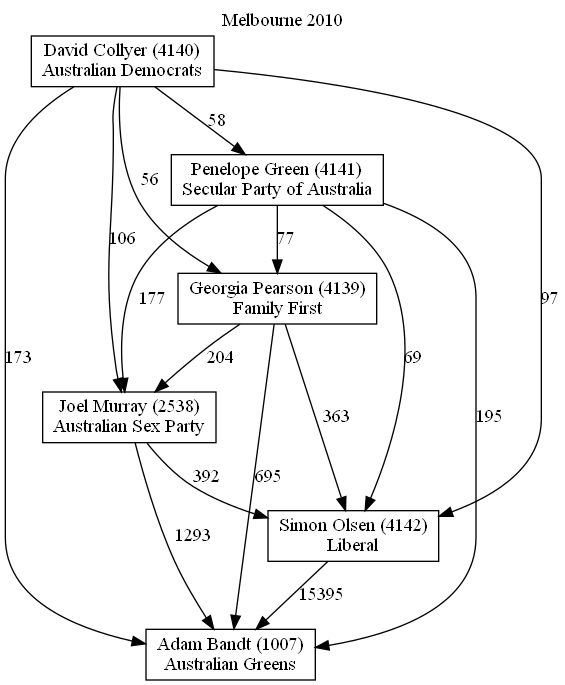 Melbourne 2010
David Collyer (4140)
Australian Democrats
58
Penelope Green (4141)
Secular Party of Australia
56
106
77
Georgia Pearson (4139)
Family First
177
97
173
204
69
Joel Murray (2538)
Australian Sex Party
363
195
392
695
Simon Olsen (4142)
Liberal
1293
15395
Adam Bandt (1007)
Australian Greens